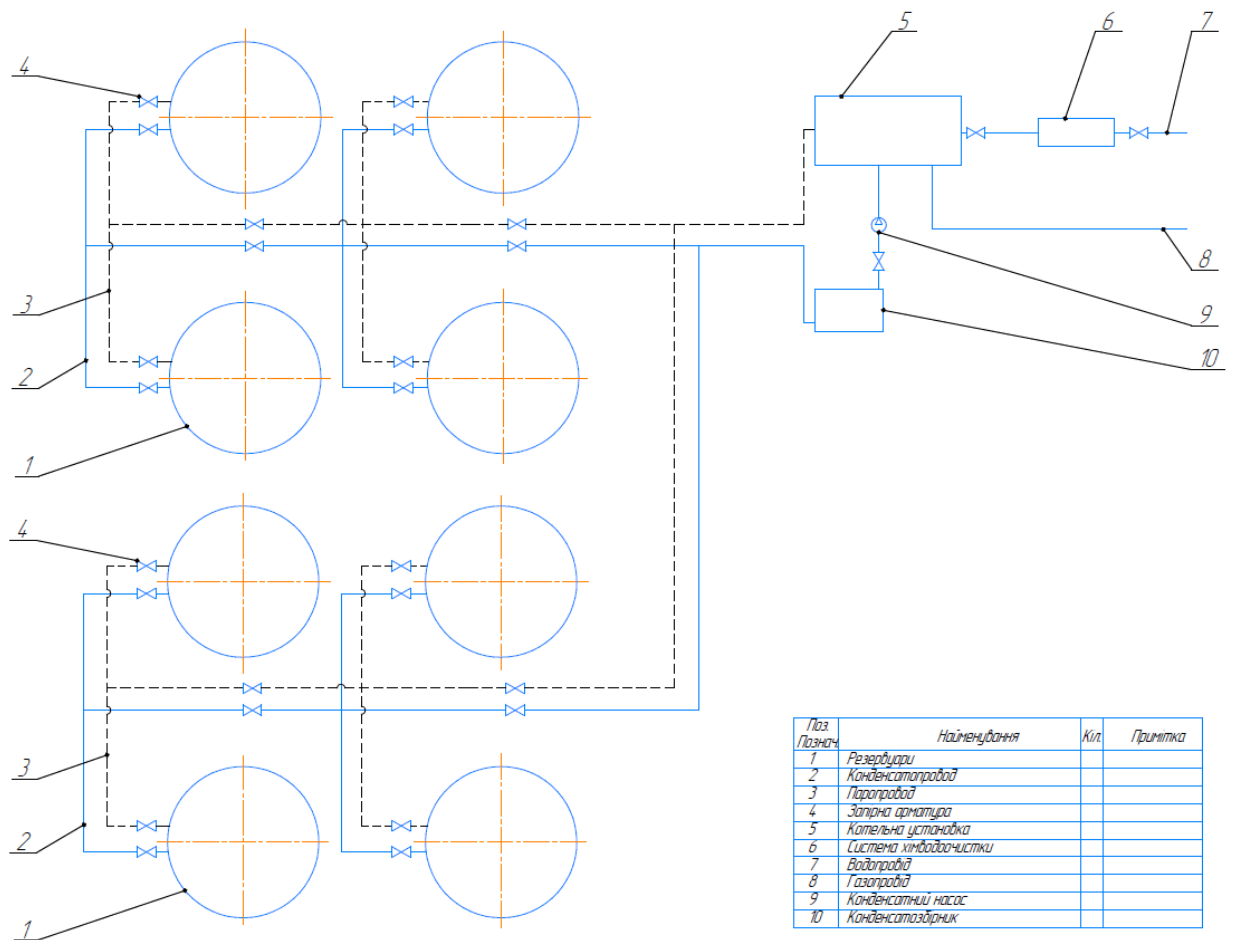 4
5
6
7
8
3
9
2
10
1
4
3
2
1
Поз. Познач. Найменування Кіл. Примітка
1 Резервуари
2 Конденсатопровод
3 Паропровод
4 Запірна арматура
5 Котельна установка
6 Система хімводоочистки
7 Водопровід
8 Газопровід
9 Конденсатний насос
10 Конденсатозбірник